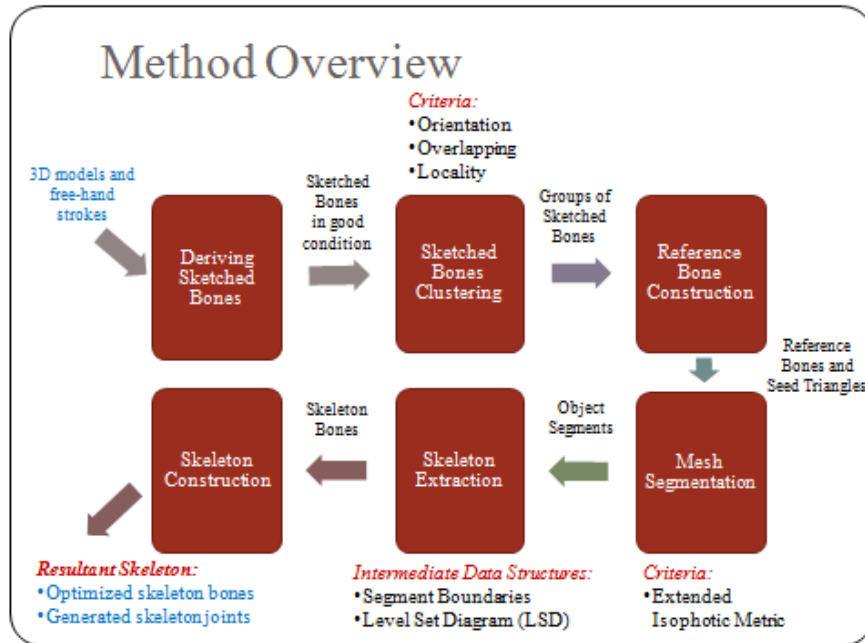 Method Overview
Criteria:
•Orientation
•Overlapping
•Locality
3D models and
free-hand
strokes
Deriving
Sketched
Bones
Sketched
Bones
in good
condition
Sketched
Bones
Clustering
Groups of
Sketched
Bones
Reference
Bone
Construction
Reference
Bones and
Seed Triangles
Mesh
Segmentation
Object
Segments
Skeleton
Extraction
Skeleton
Bones
Skeleton
Construction
Resultant Skeleton:
•Optimized skeleton bones
•Generated skeleton joints
Intermediate Data Structures:
•Segment Boundaries
•Level Set Diagram (LSD)
Criteria:
•Extended
Isophotic Metric